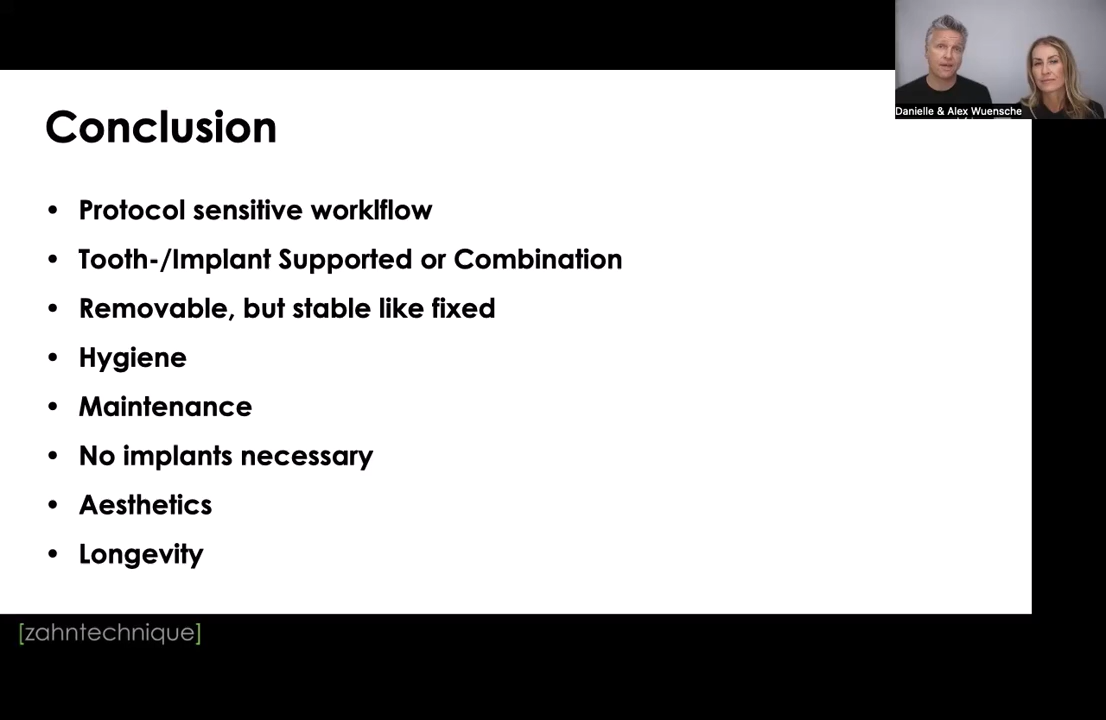 Danielle & Alex Wuensche
Conclusion
• Protocol sensitive worklflow
• Tooth-/Implant Supported or Combination
• Removable, but stable like fixed
• Hygiene
• Maintenance
• No implants necessary
• Aesthetics
• Longevity
[zahntechnique]